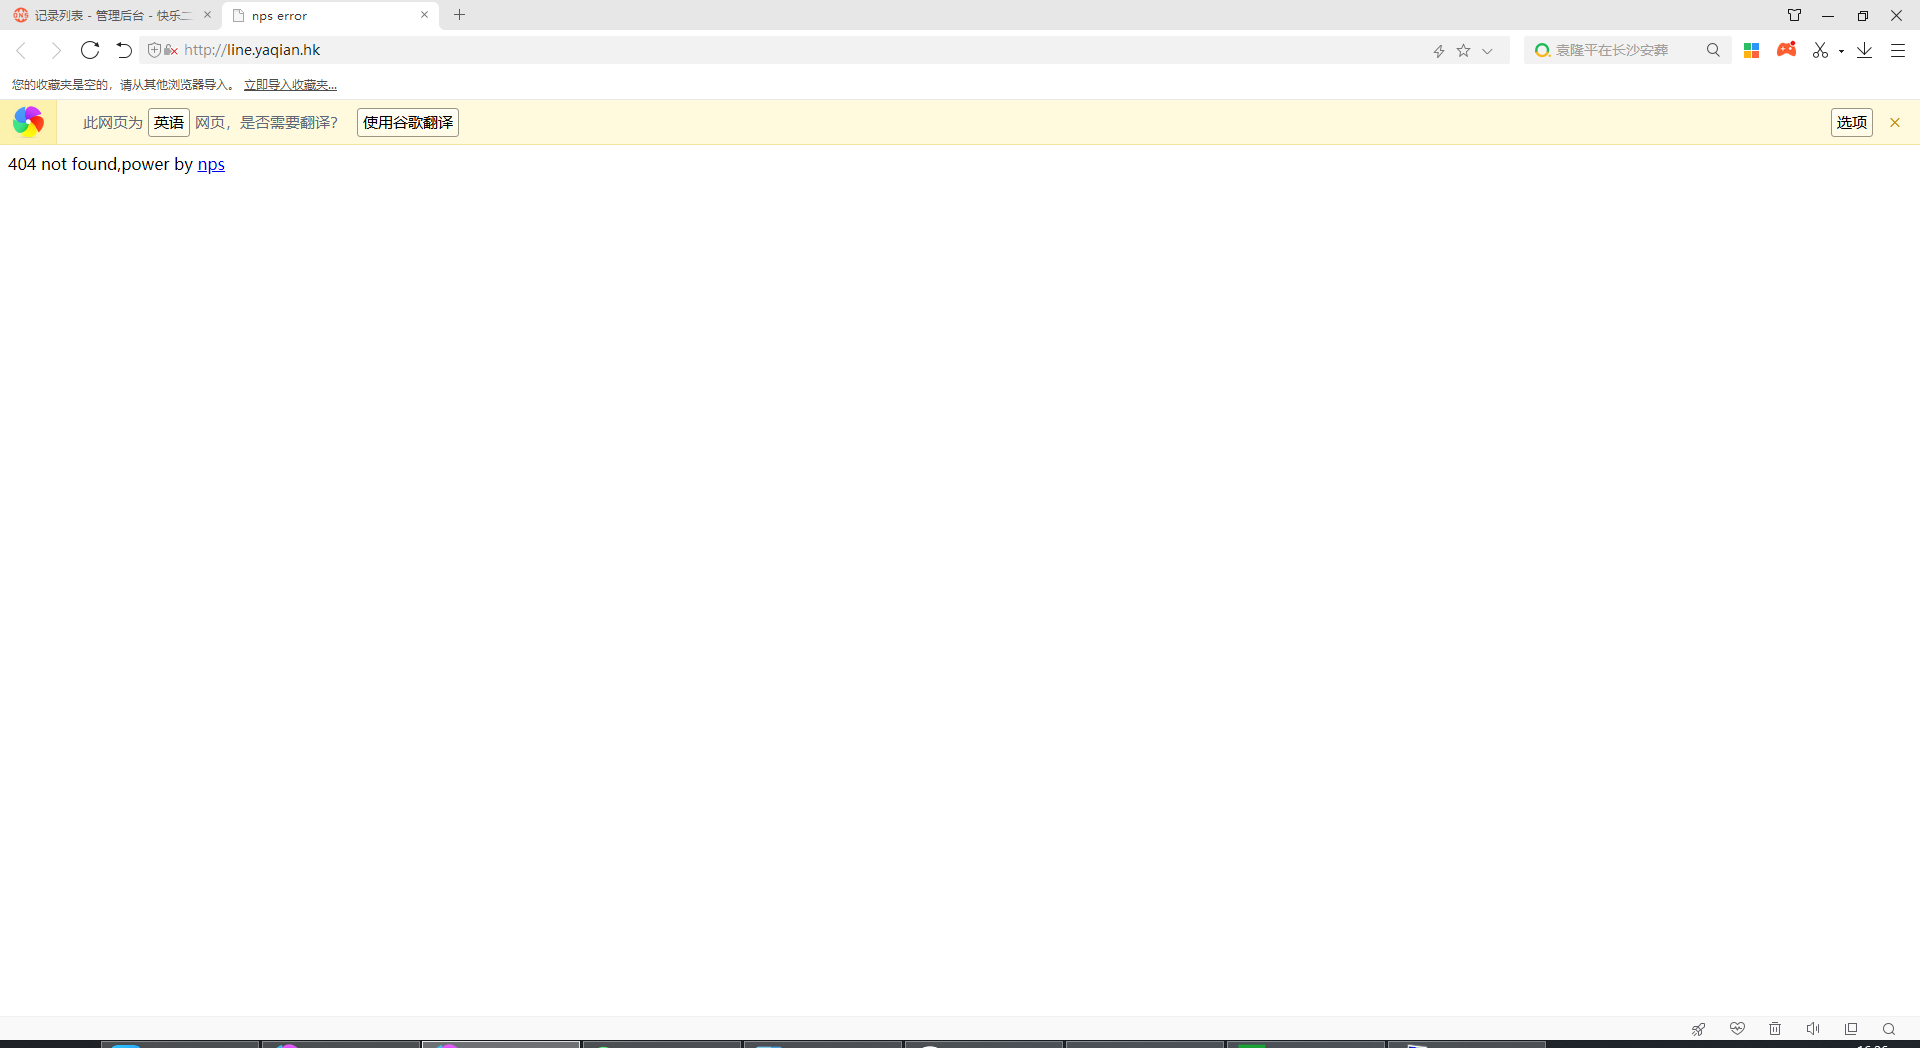 记录列表 - 管理后台 - 快乐二
nps error
http://line.yaqian.hk
袁隆平在长沙安葬
您的收藏夹是空的，请从其他浏览器导入。 立即导入收藏夹...
此网页为 英语 网页，是否需要翻译？ 使用谷歌翻译 选项
404 not found,power by nps